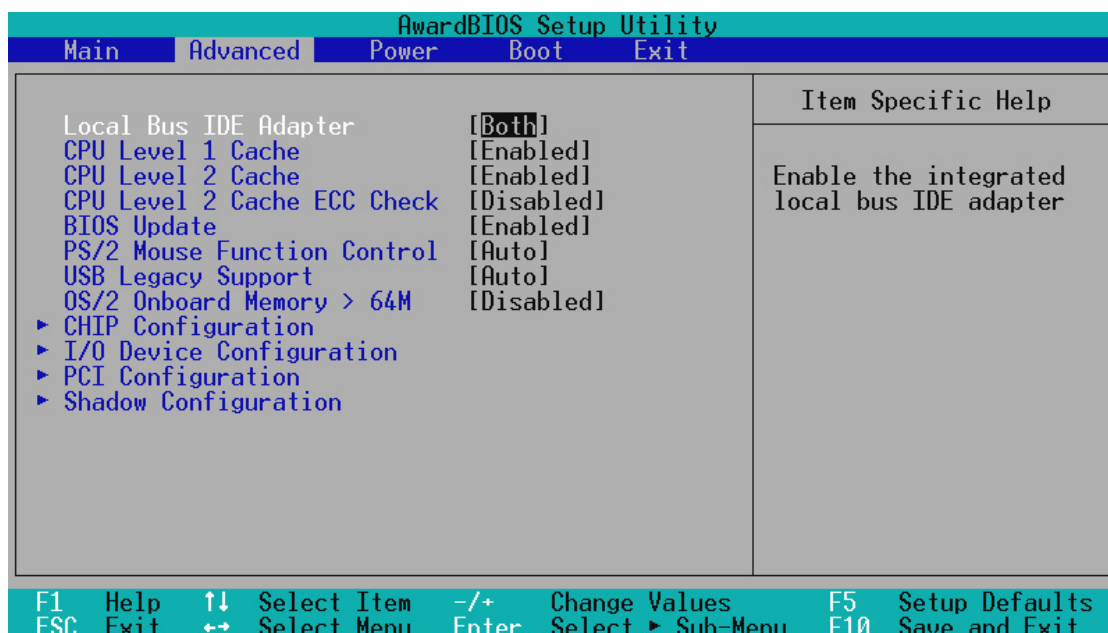 AwardBIOS Setup Utility
Main Advanced Power Boot Exit
Item Specific Help
Local Bus IDE Adapter [Both]
CPU Level 1 Cache [Enabled]
CPU Level 2 Cache [Enabled]
Enable the integrated
CPU Level 2 Cache ECC Check [Disabled]
local bus IDE adapter
BIOS Update [Enabled]
PS/2 Mouse Function Control [Auto]
USB Legacy Support [Auto]
OS/2 Onboard Memory > 64M [Disabled]
► CHIP Configuration
► I/O Device Configuration
► PCI Configuration
► Shadow Configuration
F1 Help ↑↓ Select Item -/+ Change Values F5 Setup Defaults
ESC Exit ←→ Select Menu Enter Select ► Sub-Menu F10 Save and Exit